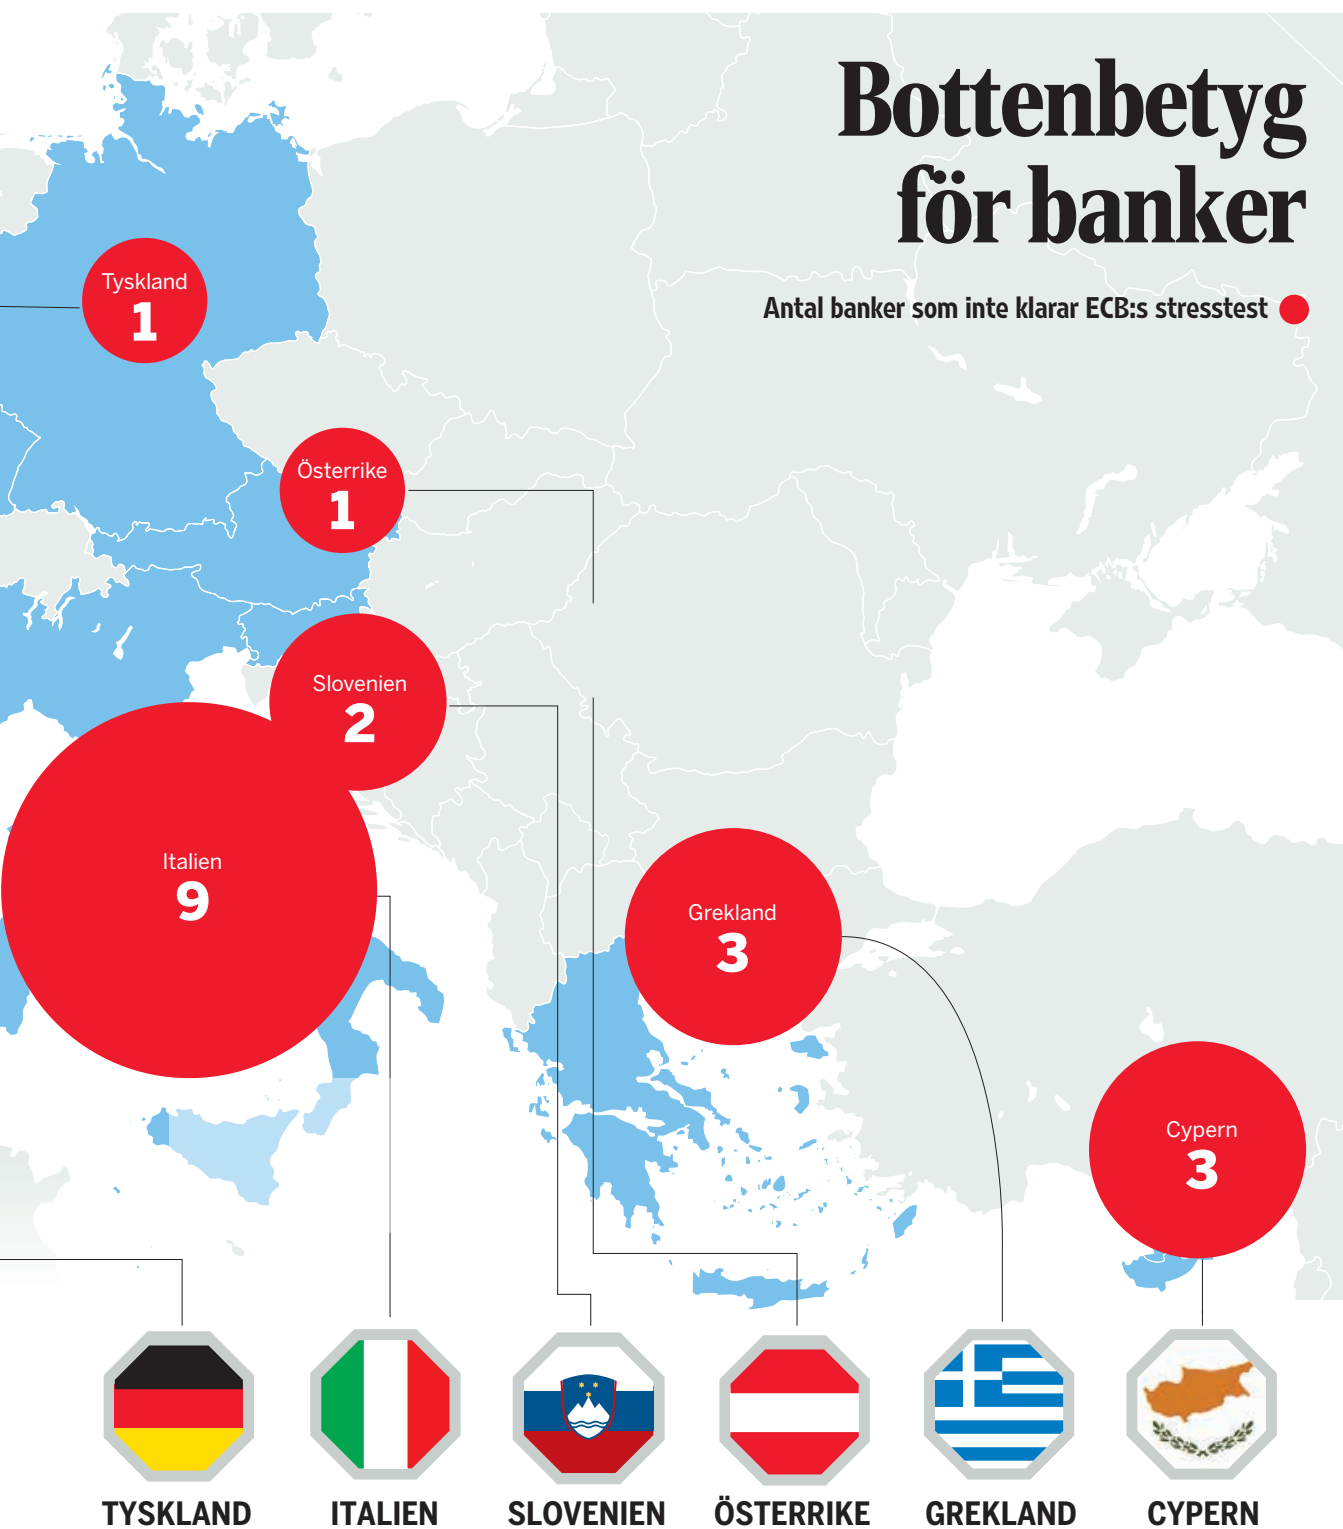 Bottenbetyg
för banker
Antal banker som inte klarar ECB:s stresstest
Tyskland
1
Österrike
1
Slovenien
2
Italien
9
Grekland
3
Cypern
3
TYSKLAND
ITALIEN
SLOVENIEN
ÖSTERRIKE
GREKLAND
CYPERN